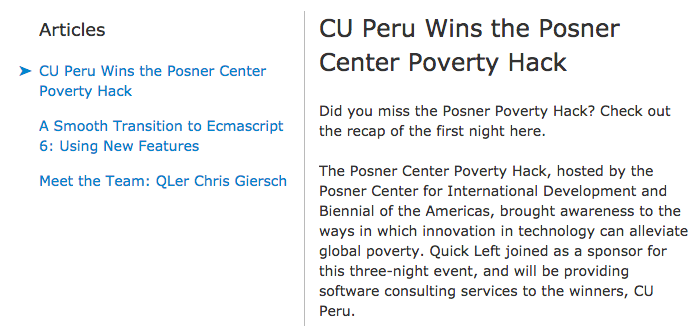 Articles
CU Peru Wins the Posner Center
Poverty Hack
A Smooth Transition to Ecmascript
6: Using New Features
Meet the Team: QLer Chris Giersch
CU Peru Wins the Posner
Center Poverty Hack
Did you miss the Posner Poverty Hack? Check out
the recap of the first night here.
The Posner Center Poverty Hack, hosted by the
Posner Center for International Development and
Biennial of the Americas, brought awareness to the
ways in which innovation in technology can alleviate
global poverty. Quick Left joined as a sponsor for
this three-night event, and will be providing
software consulting services to the winners, CU
Peru.